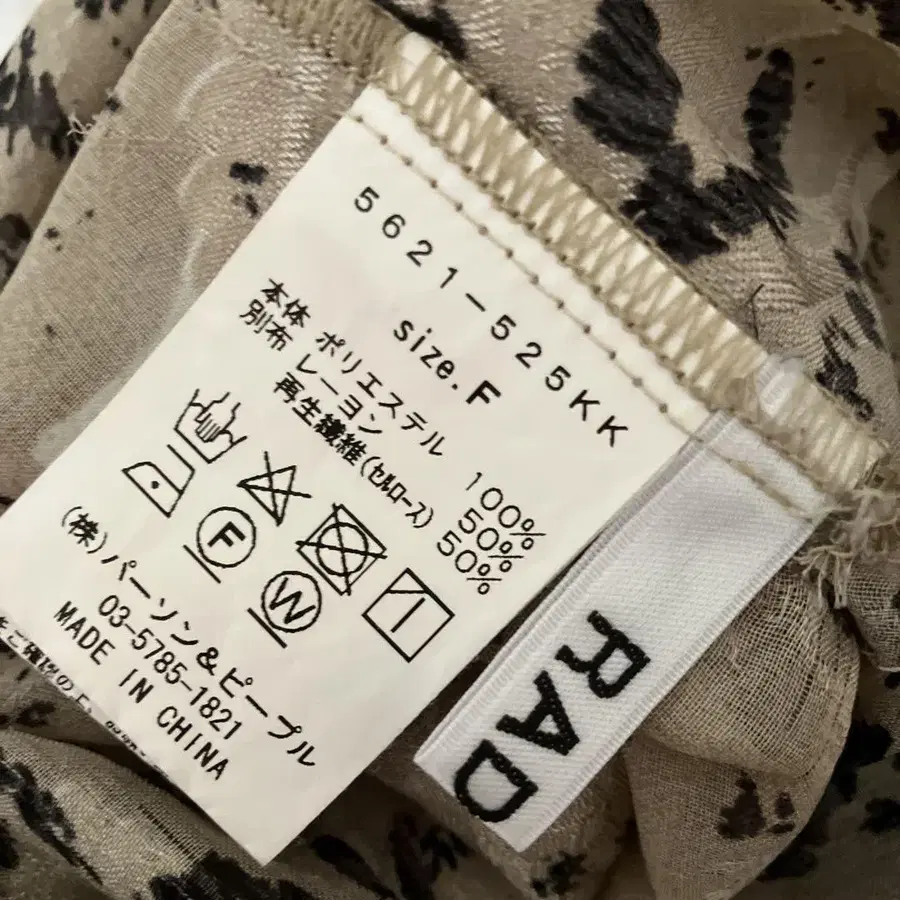 5621-525KK
size.F
本体 ポリエステル 100%
別布 レーヨン 50%
再生繊維(セルロース) 50%
F
W
(株)パーソン&ピープル
03-5785-1821
MADE IN CHINA
RAD